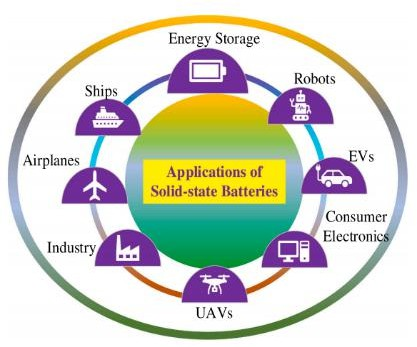 Energy Storage
Ships
Robots
Airplanes
EVs
Applications of
Solid-state Batteries
Consumer
Electronics
Industry
UAVs